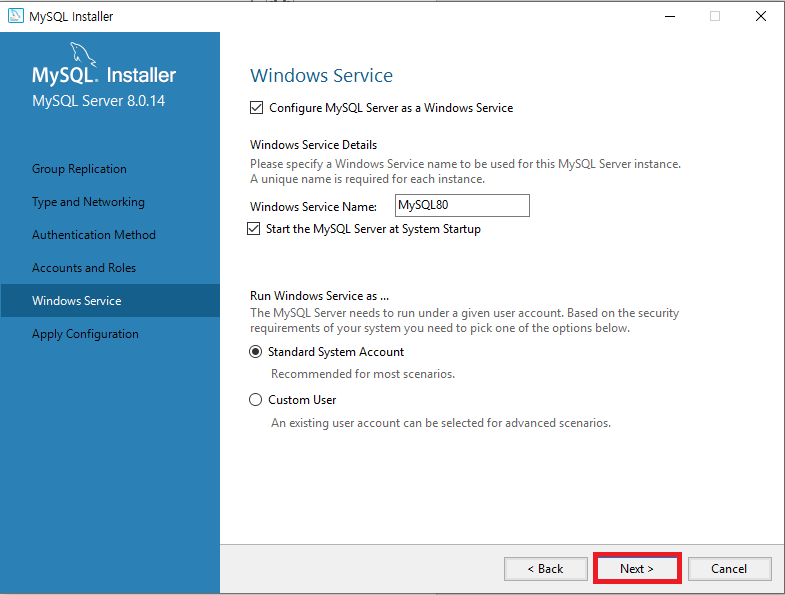 MySQL Installer
MySQL. Installer
MySQL Server 8.0.14
Group Replication
Type and Networking
Authentication Method
Accounts and Roles
Windows Service
Apply Configuration
Windows Service
Configure MySQL Server as a Windows Service
Windows Service Details
Please specify a Windows Service name to be used for this MySQL Server instance.
A unique name is required for each instance.
Windows Service Name: MySQL80
Start the MySQL Server at System Startup
Run Windows Service as ...
The MySQL Server needs to run under a given user account. Based on the security
requirements of your system you need to pick one of the options below.
Standard System Account
Recommended for most scenarios.
Custom User
An existing user account can be selected for advanced scenarios.
< Back Next > Cancel